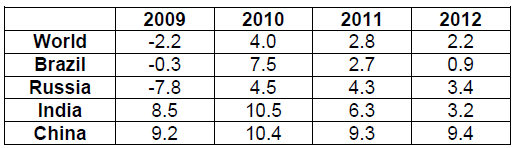 2009 2010 2011 2012
World -2.2 4.0 2.8 2.2
Brazil -0.3 7.5 2.7 0.9
Russia -7.8 4.5 4.3 3.4
India 8.5 10.5 6.3 3.2
China 9.2 10.4 9.3 9.4